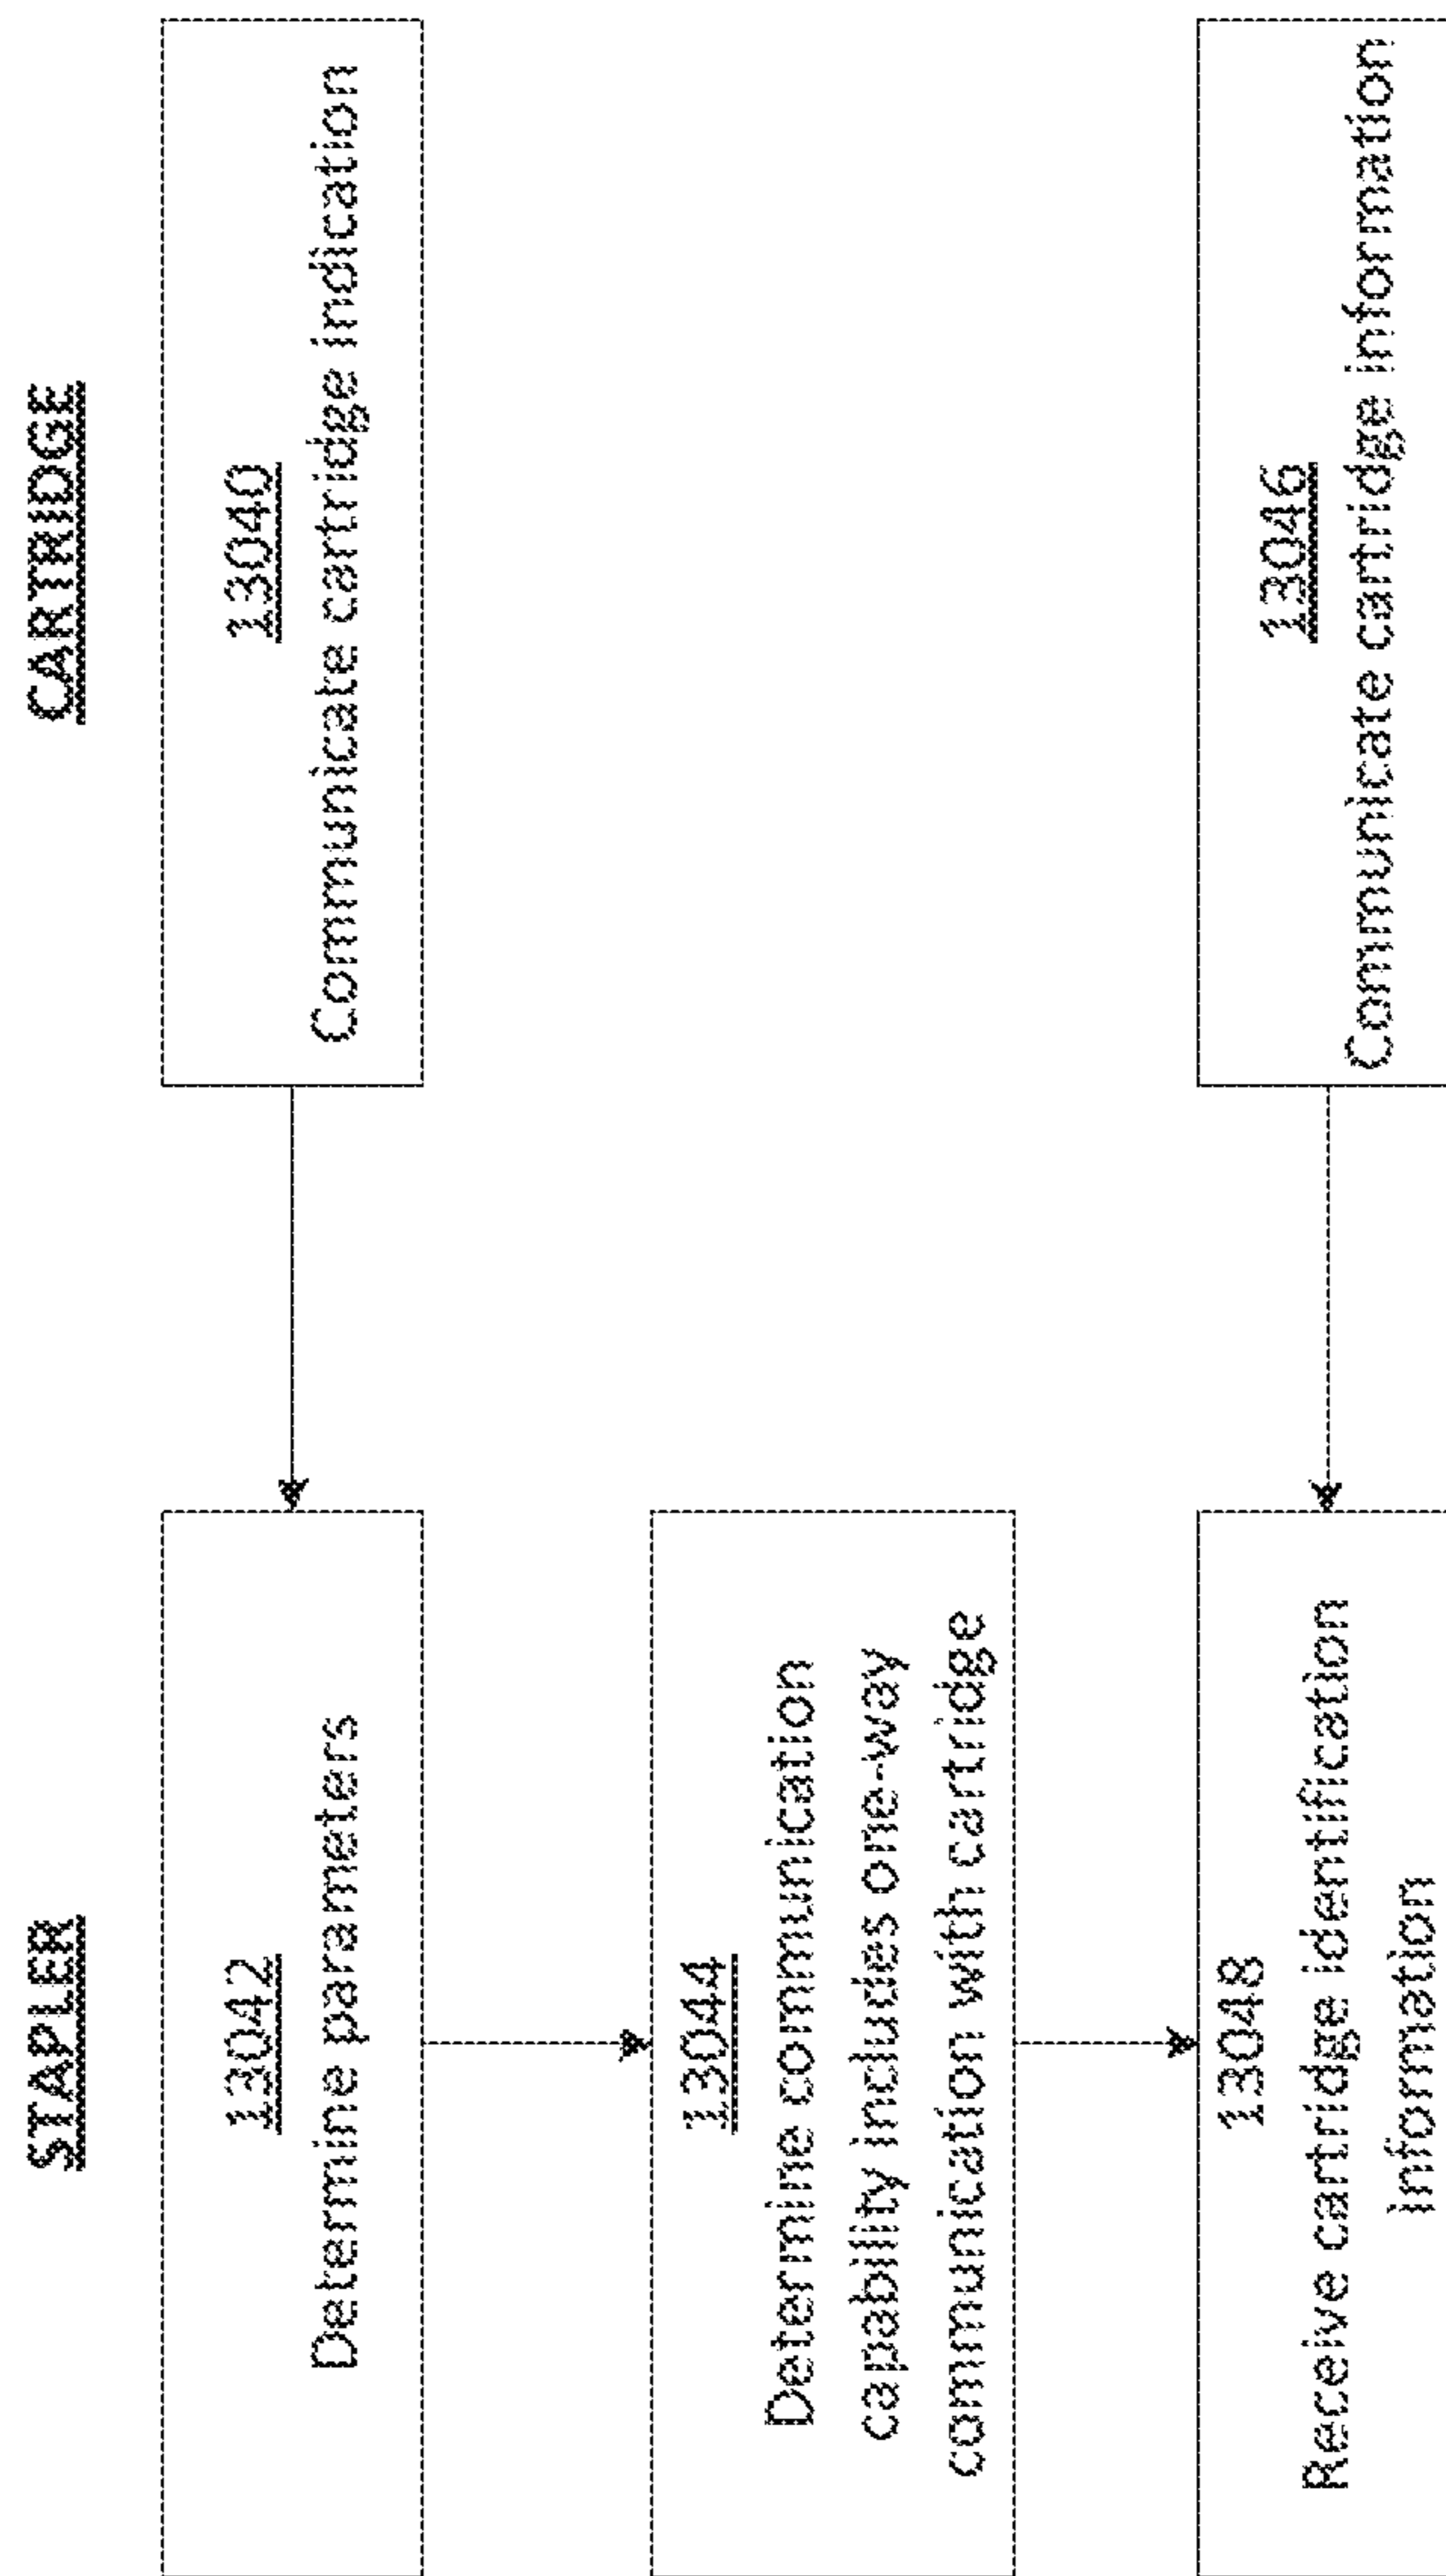 STAPLER
CARTRIDGE
13042
Determine parameters
13040
Communicate cartridge indication
13044
Determine communication
capability includes one-way
communication with cartridge
13048
Receive cartridge identification
information
13046
Communicate cartridge information